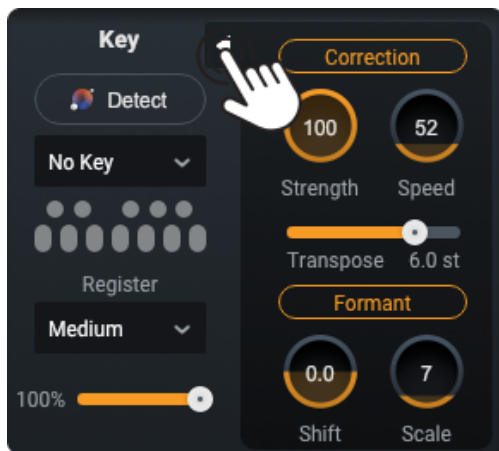 Key
Detect
No Key
Register
Medium
100%
Correction
100
52
Strength
Speed
Transpose
6.0 st
Formant
0.0
7
Shift
Scale